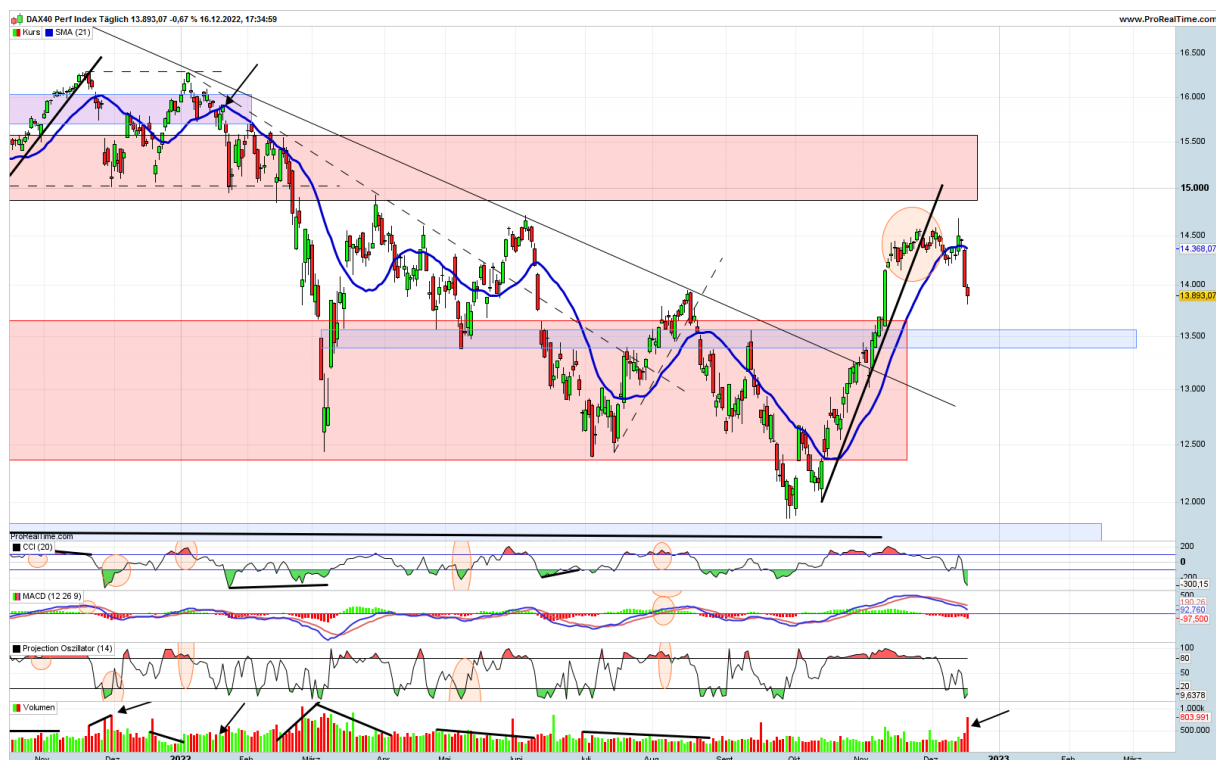 DAX40 Perf Index Täglich 13.893,07 -0,67 % 16.12.2022, 17:34:59
www.ProRealTime.com
Kurs SMA (21)
16.500
16.000
15.500
15.000
14.500
14.368,07
14.000
13.893,07
13.500
13.000
12.500
12.000
ProRealTime.com
CCI (20)
200
0
-200
-300,15
MACD (12 26 9)
500
190,26
92,760
-97,500
Projection Oszillator (14)
100
80
50
20
9,6378
Volumen
1.000k
803.991
500.000
Nov Dez 2022 Feb März Apr Mai Juni Juli Aug Sept Okt Nov Dez 2023 Feb März